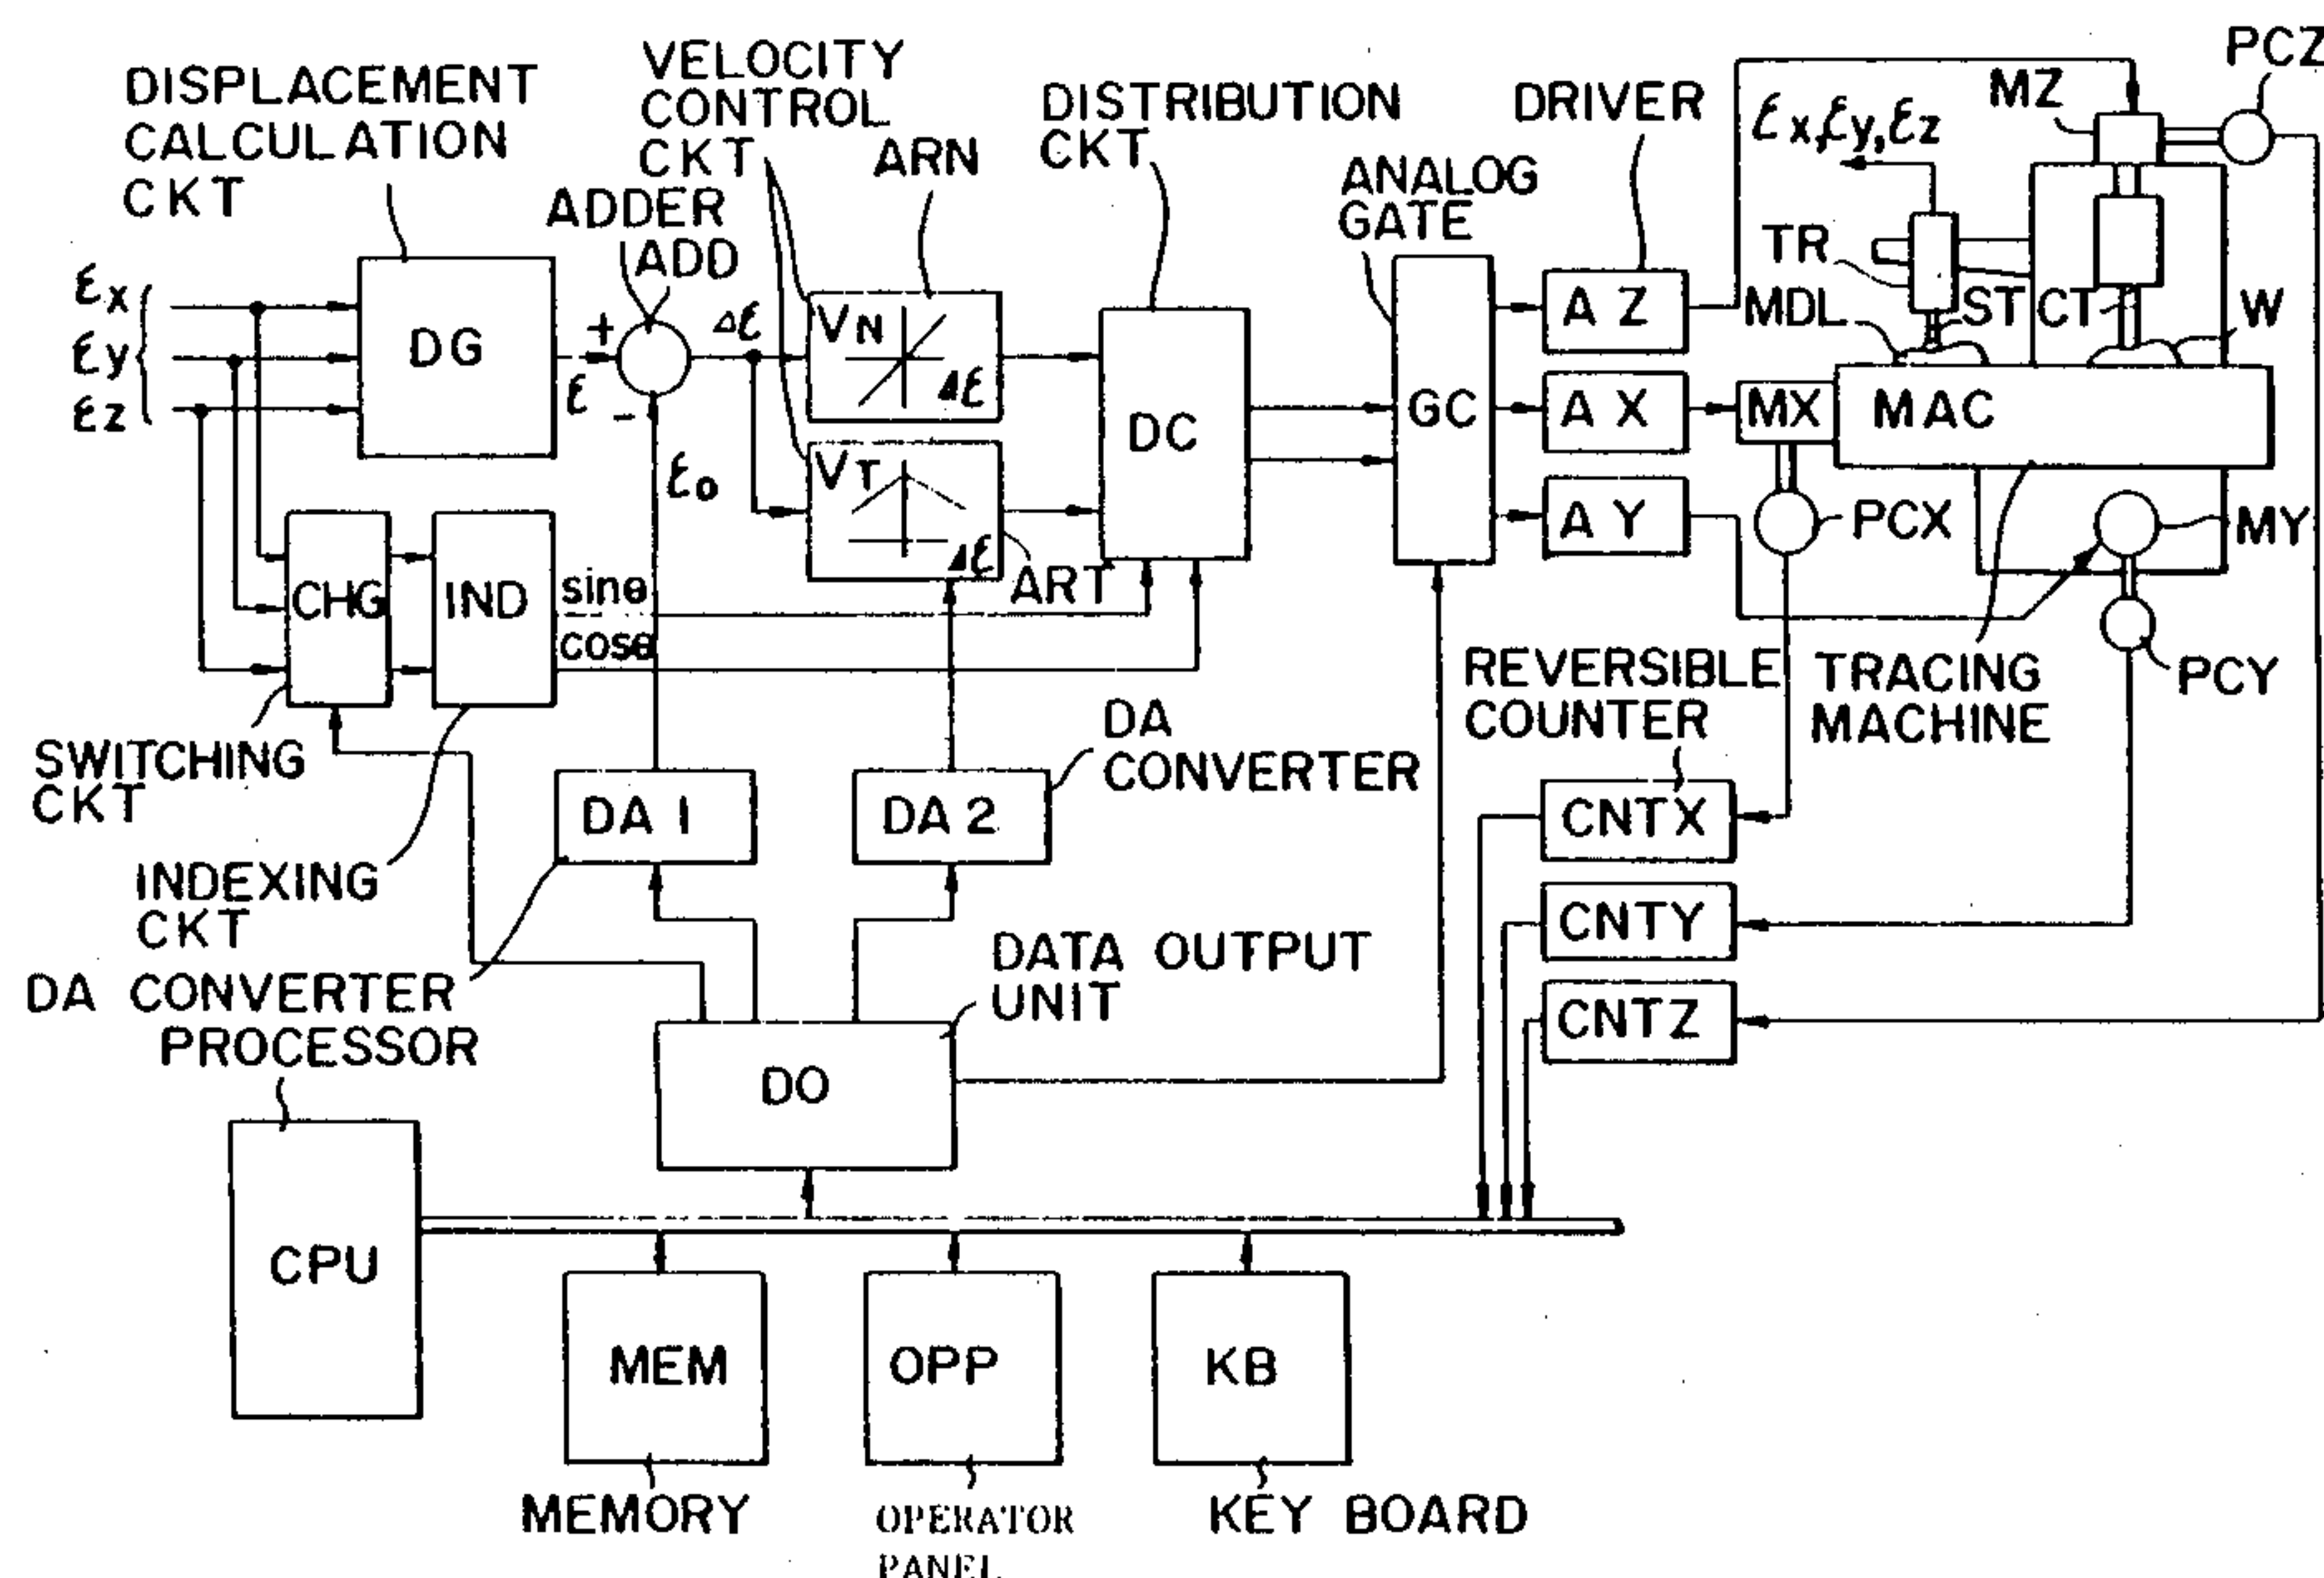 DISPLACEMENT
CALCULATION
CKT
VELOCITY
CONTROL
CKT
ARN
ADDER
ADD
DISTRIBUTION
CKT
ANALOG
GATE
DRIVER
εx,εy,εz
MZ
PCZ
TR
MDL
ST
CT
W
εx
εy
εz
DG
+
ε
-
Δε
VN
Δε
VT
Δε
ART
ε0
DC
GC
AZ
AX
AY
MX
MAC
PCX
MY
PCY
CHG
IND
sinθ
cosθ
SWITCHING
CKT
INDEXING
CKT
DA 1
DA 2
DA
CONVERTER
REVERSIBLE
COUNTER
TRACING
MACHINE
CNTX
CNTY
CNTZ
DA CONVERTER
PROCESSOR
DATA OUTPUT
UNIT
DO
CPU
MEM
OPP
KB
MEMORY
OPERATOR
PANEL
KEY BOARD